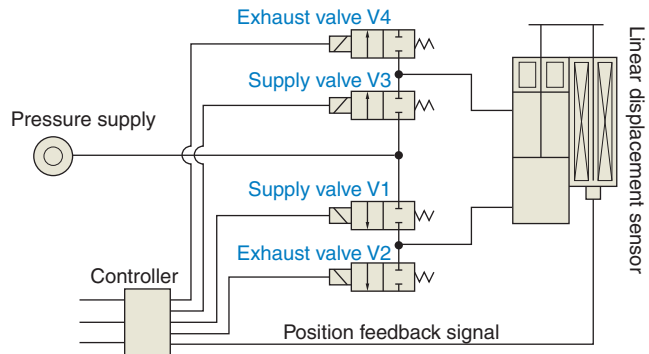 Exhaust valve V4
Supply valve V3
Pressure supply
Supply valve V1
Exhaust valve V2
Controller
Position feedback signal
Linear displacement sensor